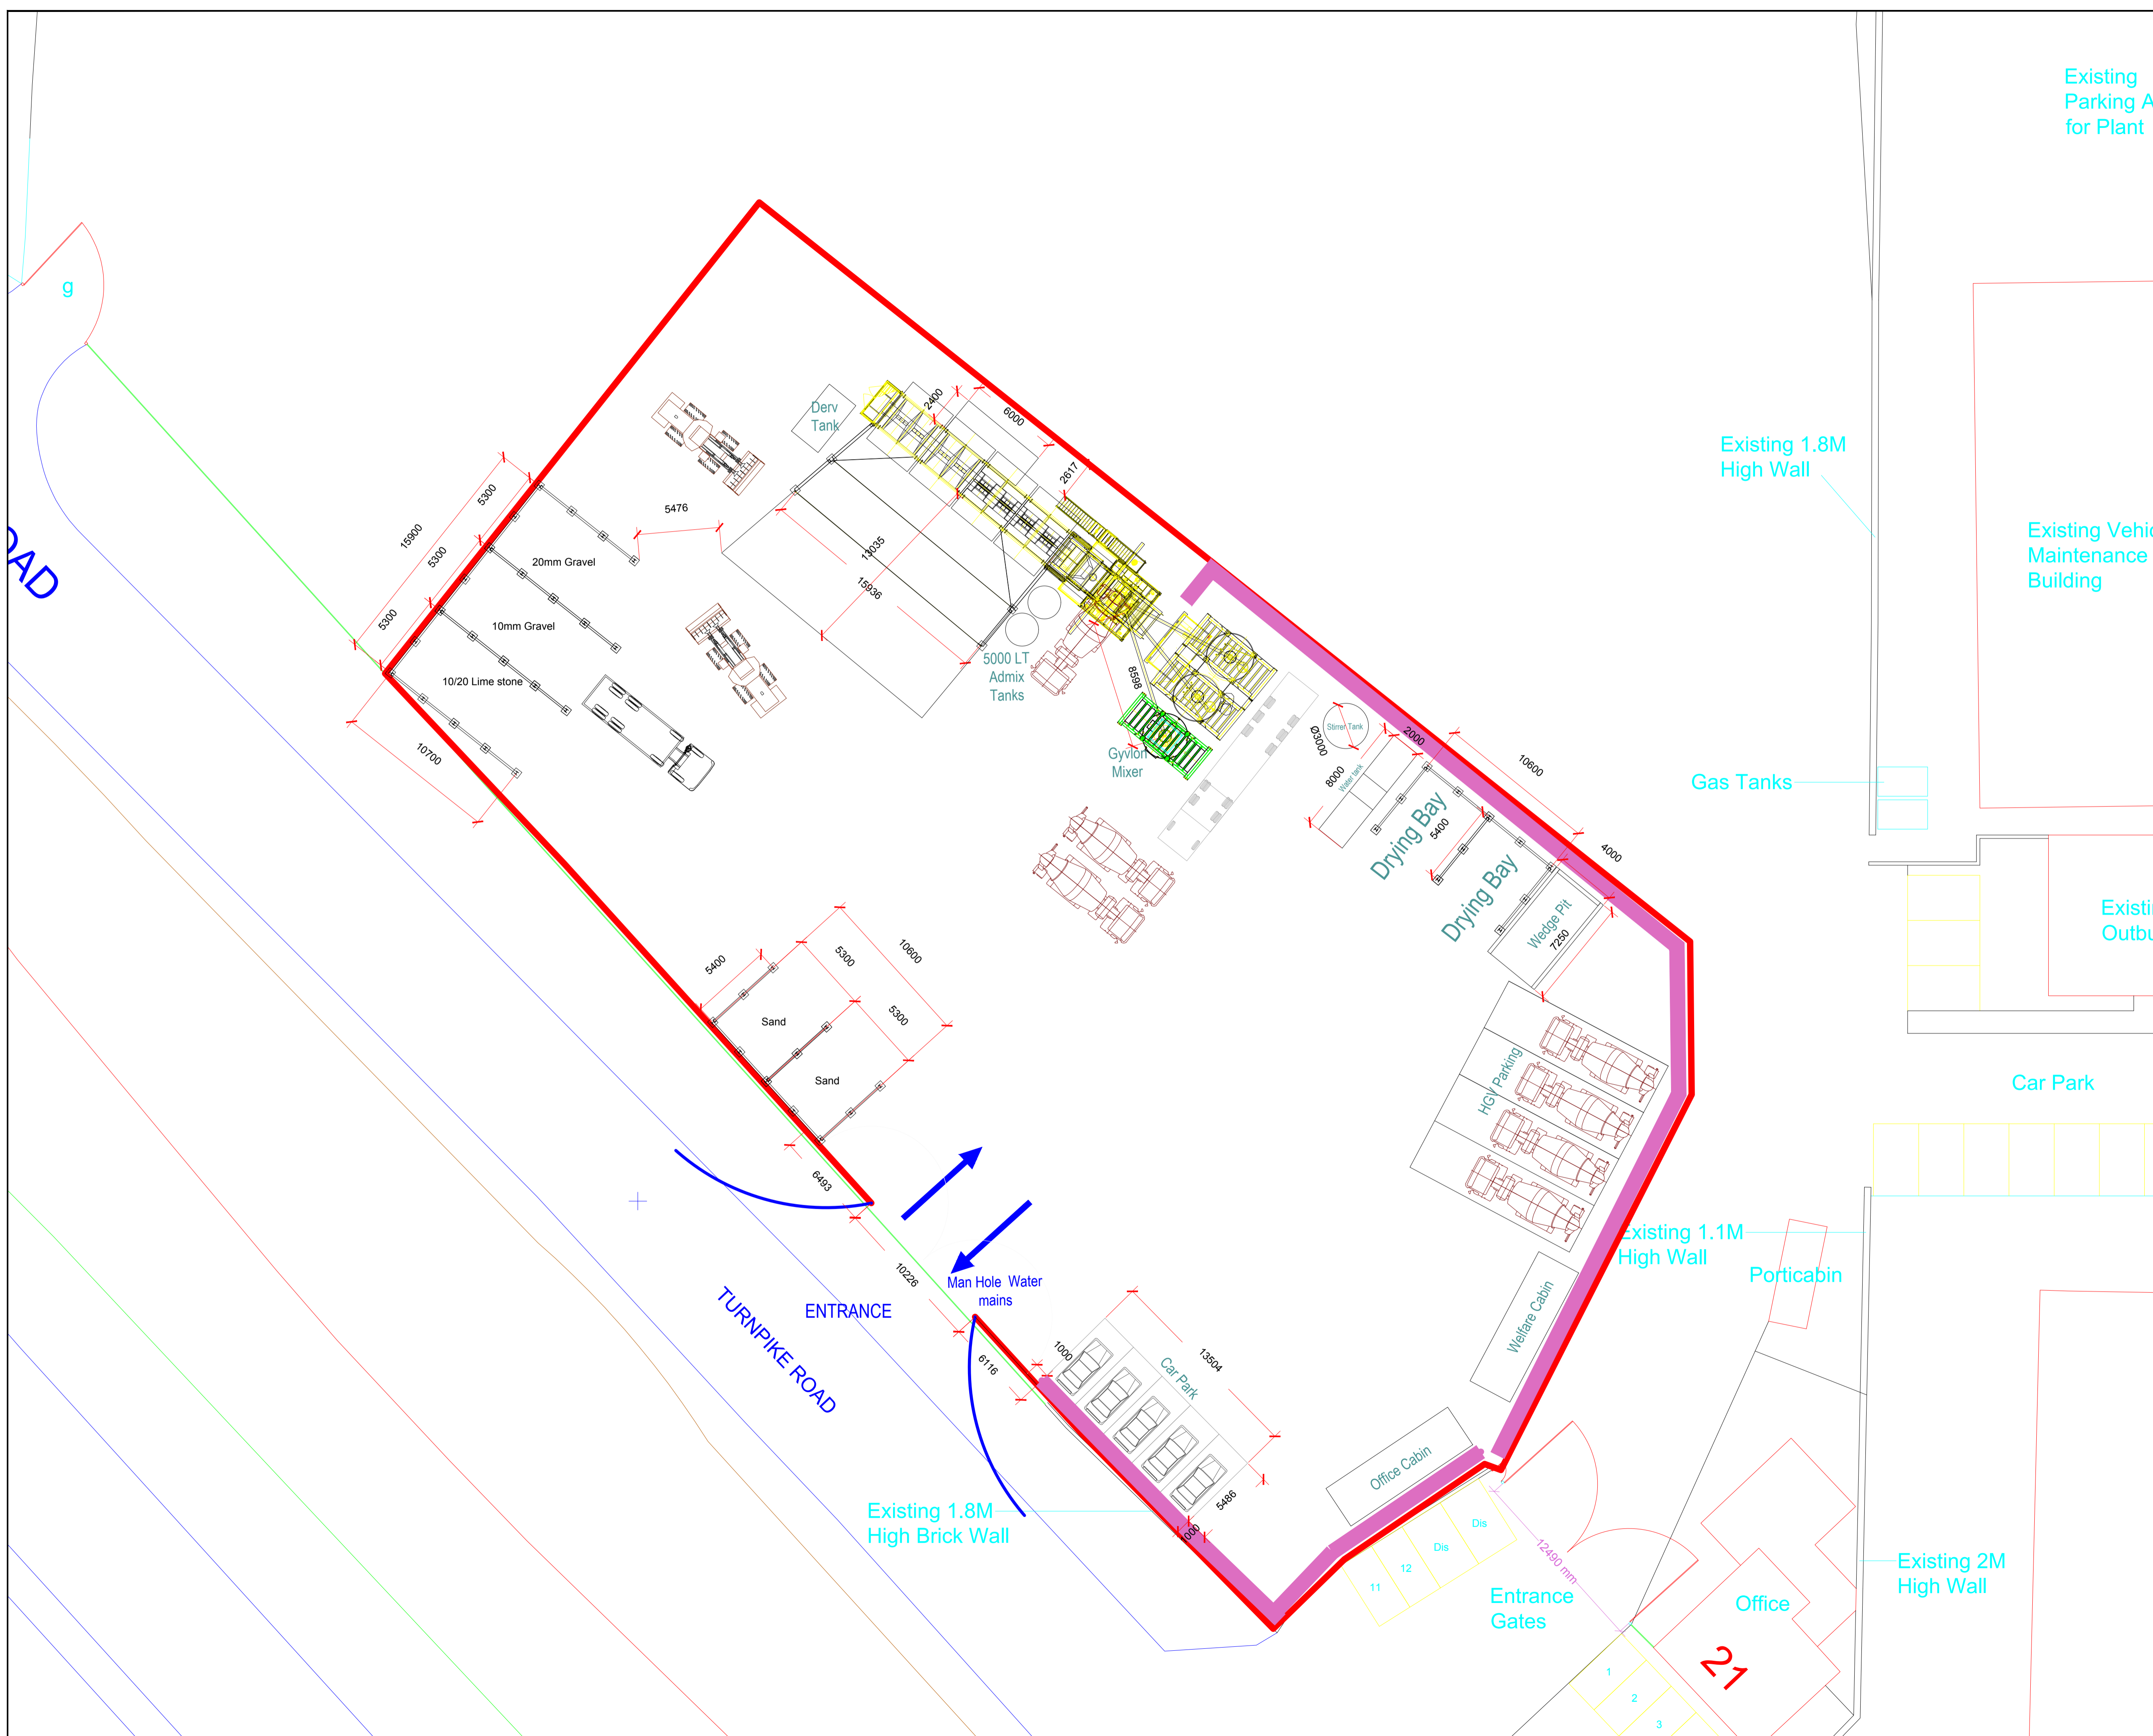 Existing
Parking A
for Plant
g
Existing 1.8M
High Wall
Existing Vehic
Maintenance
Building
OAD
Derv
Tank
2400
6000
2617
5476
15900
5300
5300
5300
20mm Gravel
10mm Gravel
10/20 Lime stone
10700
13035
15936
5000 LT
Admix
Tanks
8598
Gyvlon
Mixer
Stirrer Tank
Ø3000
Water tank
8000
2000
10600
4000
Drying Bay
5400
Drying Bay
Wedge Pit
7250
Gas Tanks
Existi
Outbu
Car Park
HGV Parking
5400
5300
10600
5300
Sand
Sand
6493
10226
ENTRANCE
Man Hole Water
mains
TURNPIKE ROAD
6116
1000
Car Park
13504
5486
1000
Existing 1.8M
High Brick Wall
Existing 1.1M
High Wall
Porticabin
Welfare Cabin
Office Cabin
Dis
Dis
12
11
12490 mm
Entrance
Gates
Office
21
Existing 2M
High Wall
1
2
3